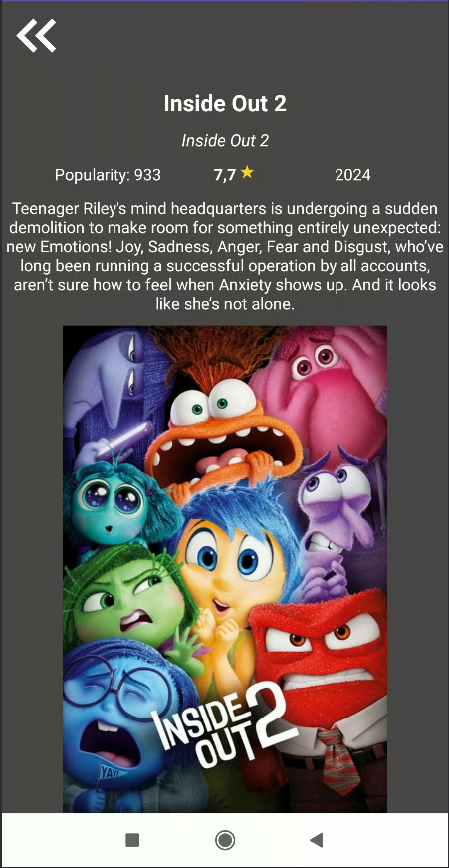 Inside Out 2
Inside Out 2
Popularity: 933 7,7 2024
Teenager Riley's mind headquarters is undergoing a sudden
demolition to make room for something entirely unexpected:
new Emotions! Joy, Sadness, Anger, Fear and Disgust, who’ve
long been running a successful operation by all accounts,
aren’t sure how to feel when Anxiety shows up. And it looks
like she’s not alone.
YAY!
INSIDE
OUT 2